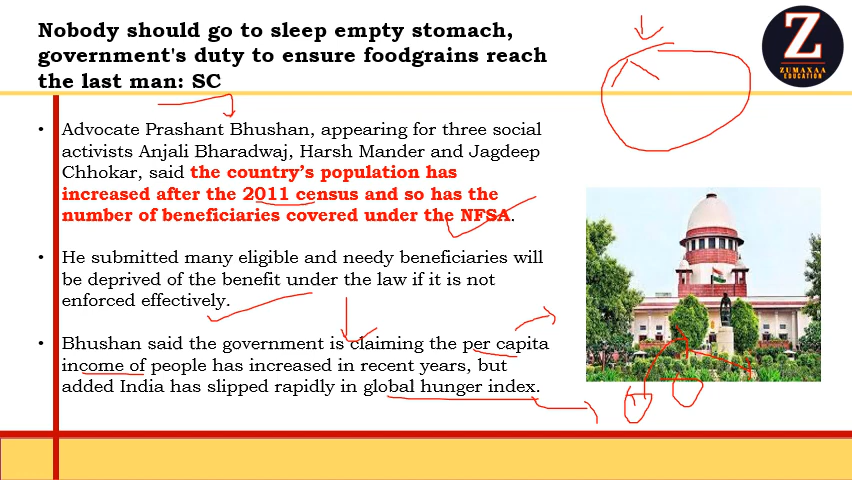 Nobody should go to sleep empty stomach,
government's duty to ensure foodgrains reach
the last man: SC
Z
ZUMAXAA
EDUCATION
• Advocate Prashant Bhushan, appearing for three social
activists Anjali Bharadwaj, Harsh Mander and Jagdeep
Chhokar, said the country's population has
increased after the 2011 census and so has the
number of beneficiaries covered under the NFSA.
• He submitted many eligible and needy beneficiaries will
be deprived of the benefit under the law if it is not
enforced effectively.
• Bhushan said the government is claiming the per capita
income of people has increased in recent years, but
added India has slipped rapidly in global hunger index.